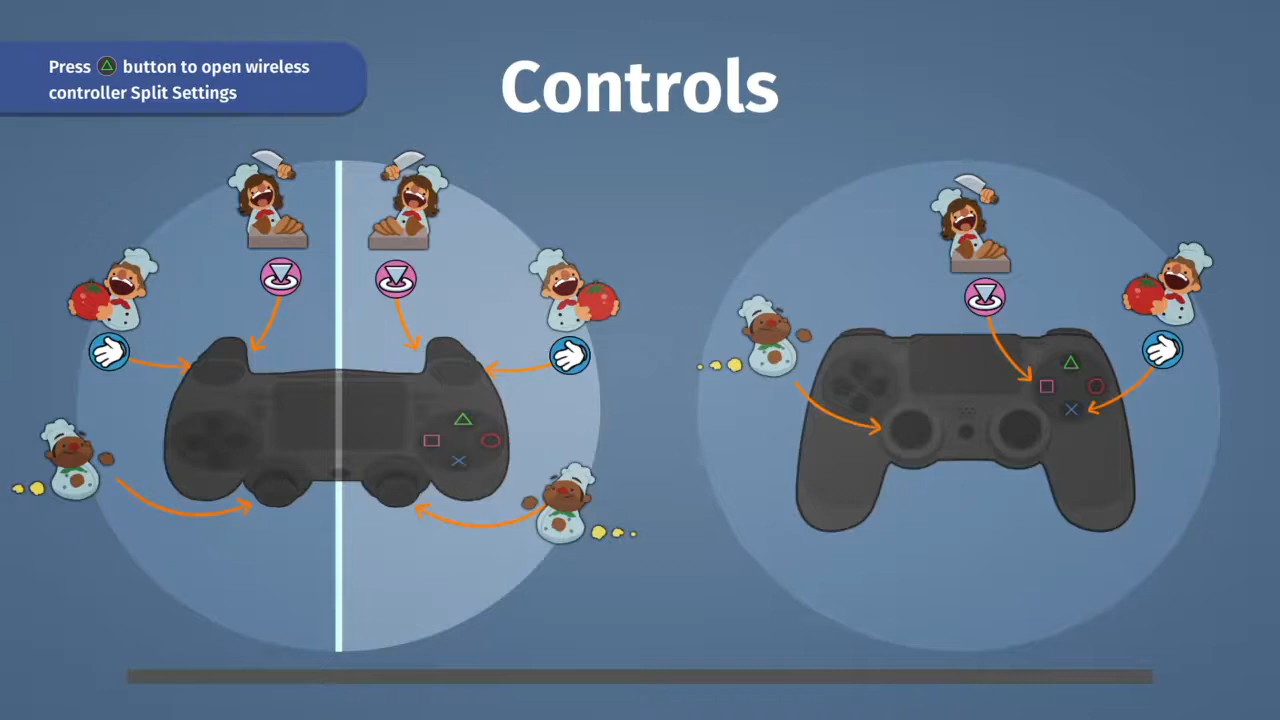 Press button to open wireless
controller Split Settings
Controls